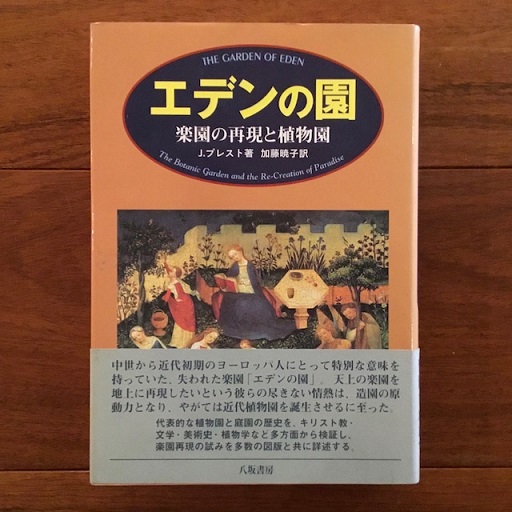 THE GARDEN OF EDEN
エデンの園
楽園の再現と植物園
J.プレスト著 加藤暁子訳
The Botanic Garden and the Re-Creation of Paradise
中世から近代初期のヨーロッパ人にとって特別な意味を
持っていた、失われた楽園「エデンの園」。天上の楽園を
地上に再現したいという彼らの尽きない情熱は、造園の原
動力となり、やがては近代植物園を誕生させるに至った。
代表的な植物園と庭園の歴史を、キリスト教・
文学・美術史・植物学など多方面から検証し、
楽園再現の試みを多数の図版と共に詳述する。
八坂書房